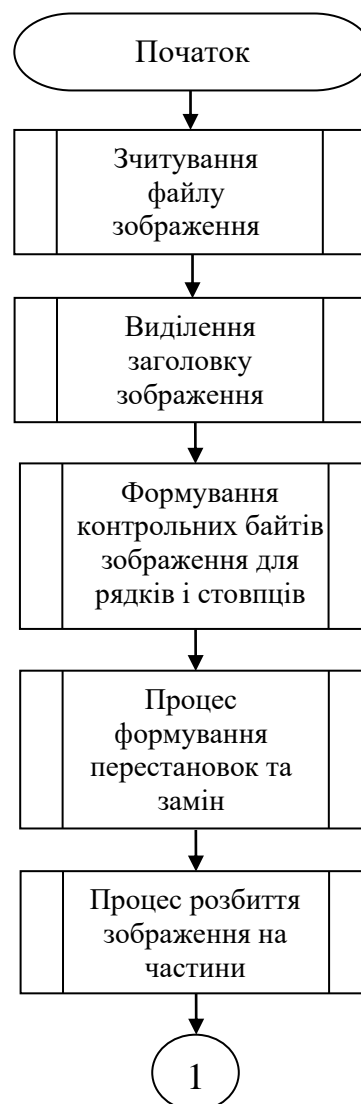 Початок
Зчитування
файлу
зображення
Виділення
заголовку
зображення
Формування
контрольних байтів
зображення для
рядків і стовпців
Процес
формування
перестановок та
замін
Процес розбиття
зображення на
частини
1